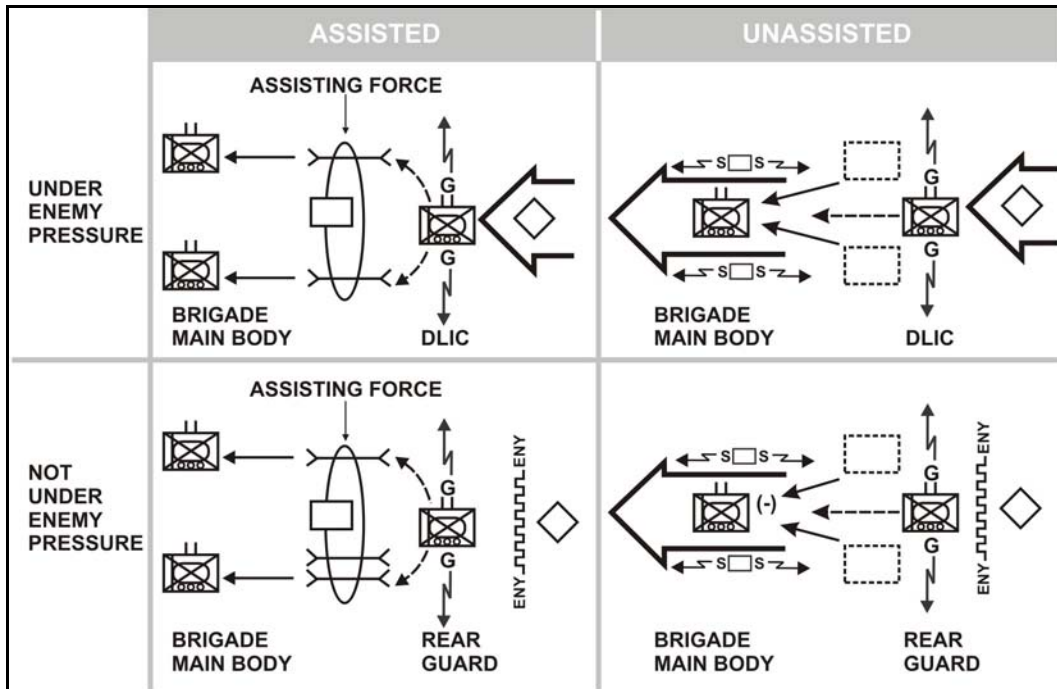 ASSISTED
UNASSISTED
UNDER
ENEMY
PRESSURE
ASSISTING FORCE
G
G
BRIGADE
MAIN BODY
DLIC
S S
G
G
S S
BRIGADE
MAIN BODY
DLIC
NOT
UNDER
ENEMY
PRESSURE
ASSISTING FORCE
G
G
ENY ENY
BRIGADE
MAIN BODY
REAR
GUARD
S S
G
(-)
G
S S
ENY ENY
BRIGADE
MAIN BODY
REAR
GUARD